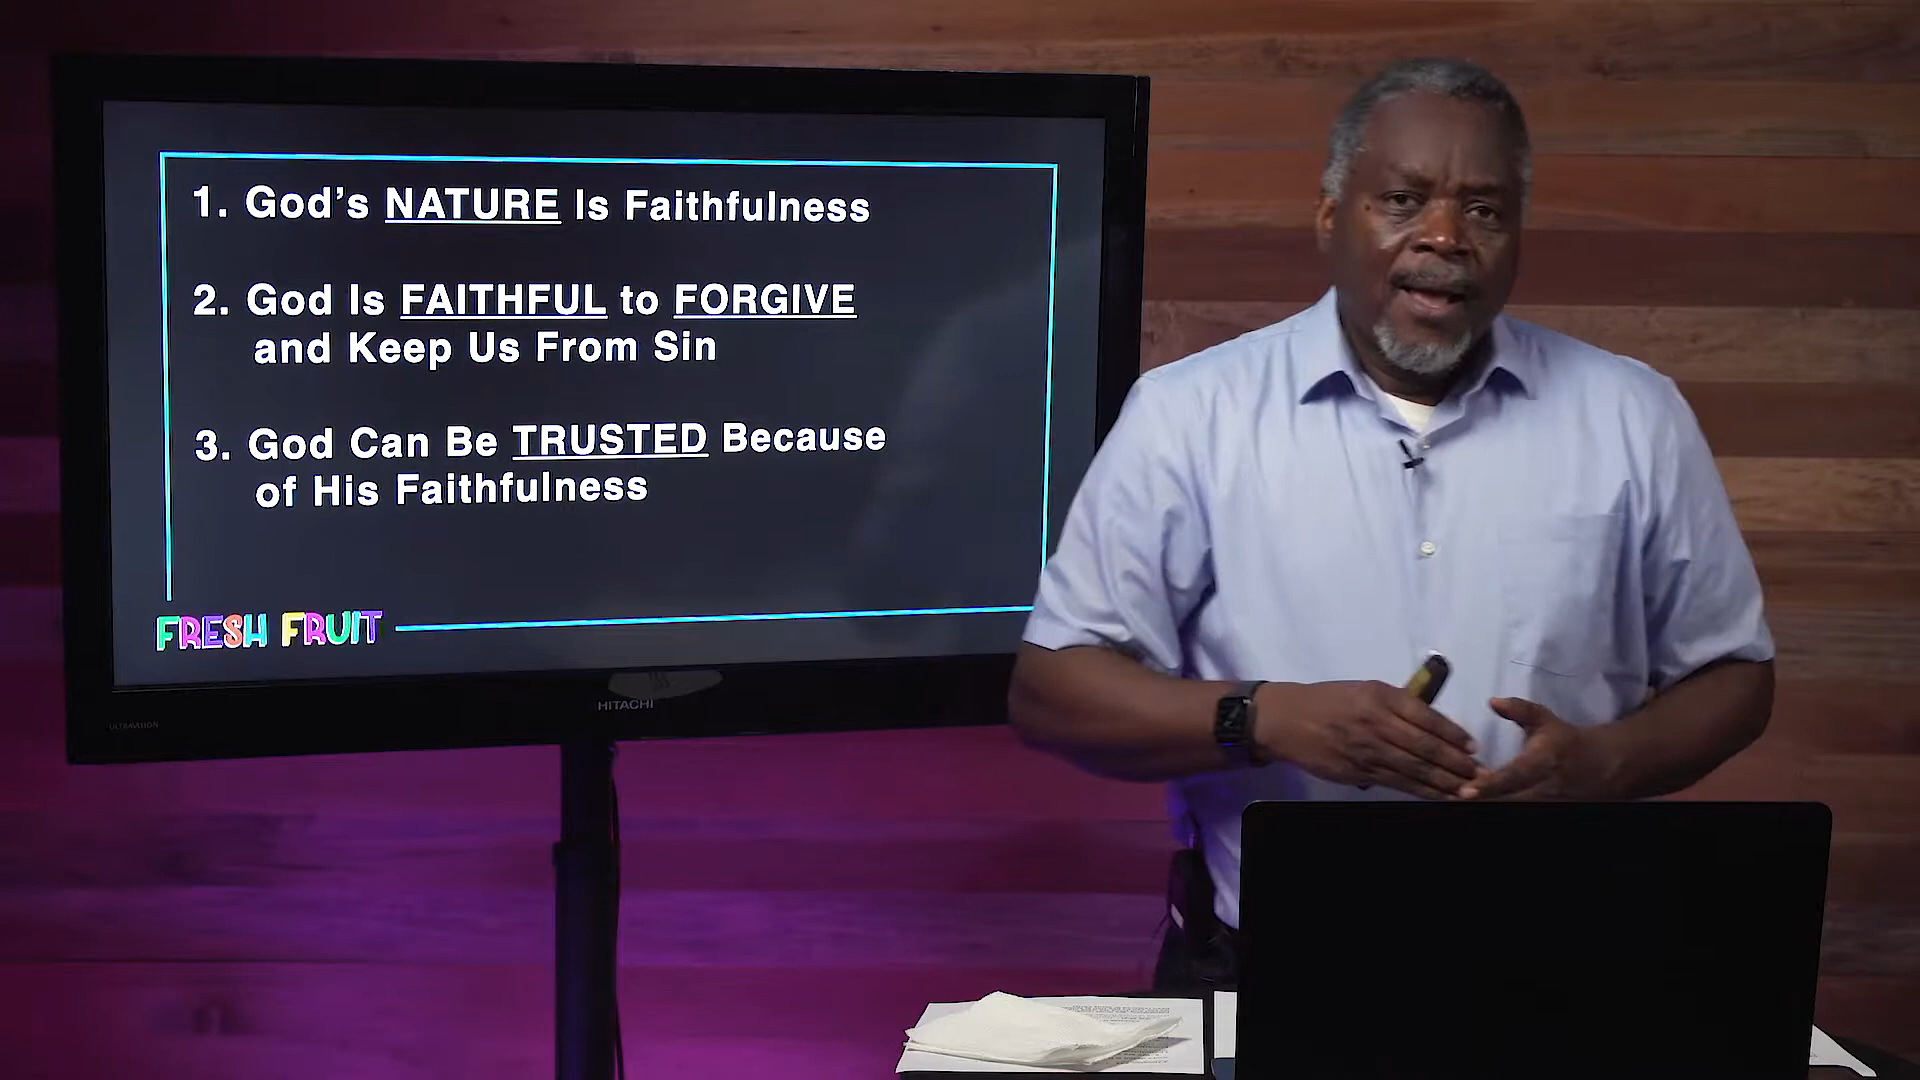 1. God's NATURE Is Faithfulness
2. God Is FAITHFUL to FORGIVE
and Keep Us From Sin
3. God Can Be TRUSTED Because
of His Faithfulness
FRESH FRUIT
HITACHI
ULTRAVISION